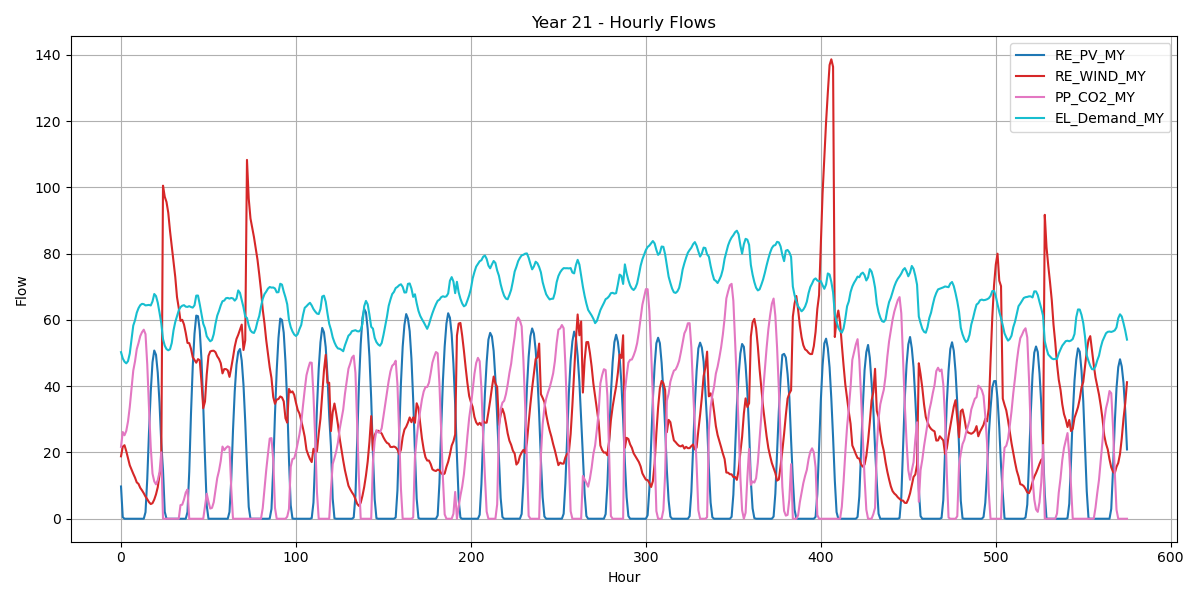 Year 21 - Hourly Flows
RE_PV_MY
RE_WIND_MY
PP_CO2_MY
EL_Demand_MY
Flow
140
120
100
80
60
40
20
0
0 100 200 300 400 500 600
Hour